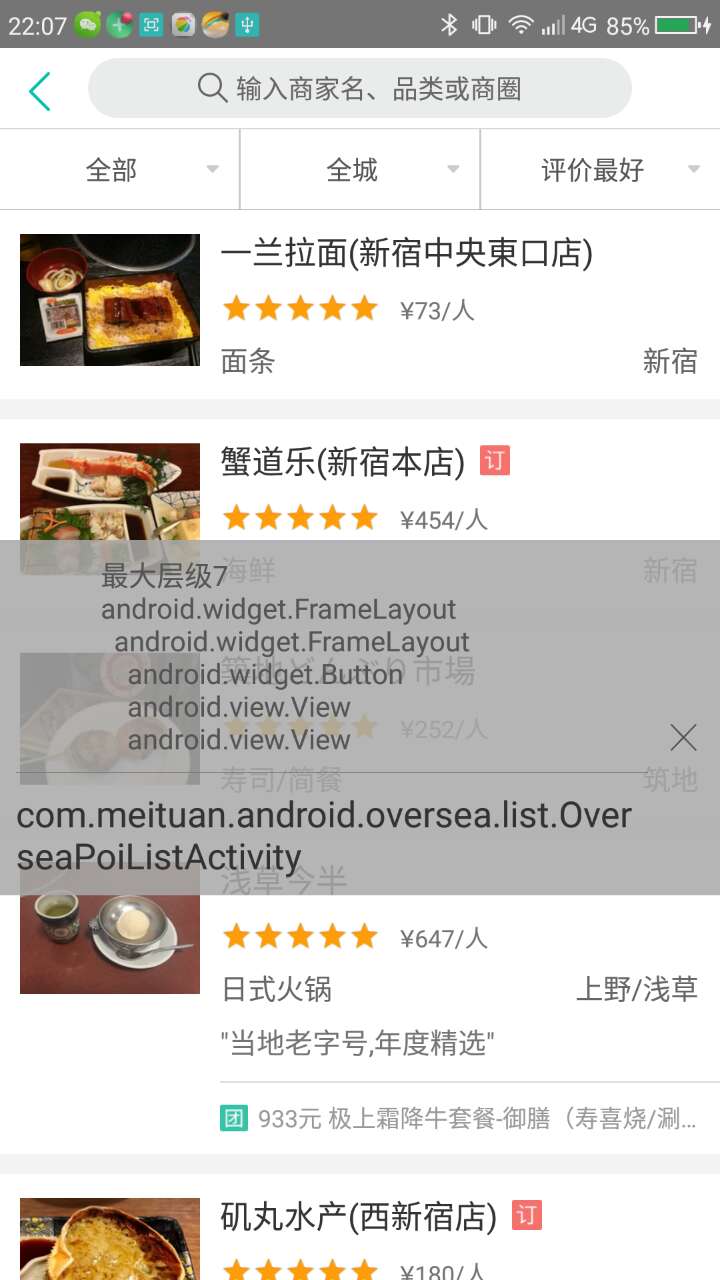 22:07 4G 85%
输入商家名、品类或商圈
全部 全城 评价最好
一兰拉面(新宿中央東口店)
¥73/人
面条 新宿
蟹道乐(新宿本店) 订
¥454/人
海鲜 新宿
最大层级7
android.widget.FrameLayout
android.widget.FrameLayout
築地どんぶり市場
android.widget.Button
android.view.View
¥252/人
android.view.View
寿司/简餐 筑地
com.meituan.android.oversea.list.Over
seaPoiListActivity
浅草今半
¥647/人
日式火锅 上野/浅草
"当地老字号,年度精选"
团 933元 极上霜降牛套餐-御膳（寿喜烧/涮...
矶丸水产(西新宿店) 订
¥180/人